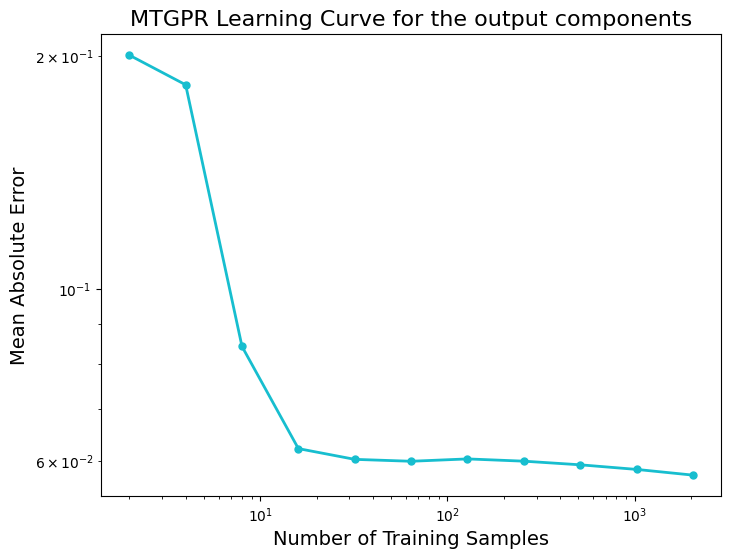 MTGPR Learning Curve for the output components
Mean Absolute Error
2 × 10⁻¹
10⁻¹
6 × 10⁻²
10¹
10²
10³
Number of Training Samples